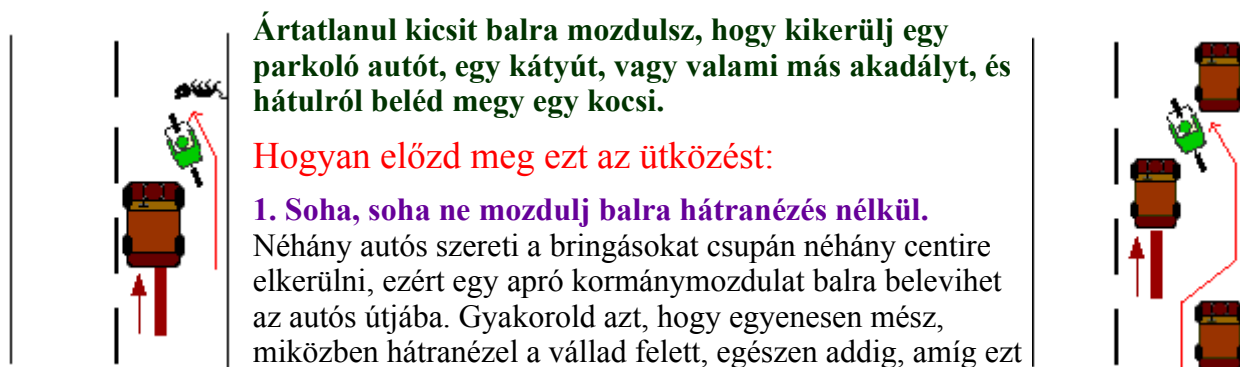 Ártatlanul kicsit balra mozdulsz, hogy kikerülj egy
parkoló autót, egy kátyút, vagy valami más akadályt, és
hátulról beléd megy egy kocsi.
Hogyan előzd meg ezt az ütközést:
1. Soha, soha ne mozdulj balra hátranézés nélkül.
Néhány autós szereti a bringásokat csupán néhány centire
elkerülni, ezért egy apró kormánymozdulat balra belevihet
az autós útjába. Gyakorold azt, hogy egyenesen mész,
miközben hátranézel a vállad felett, egészen addig, amíg ezt